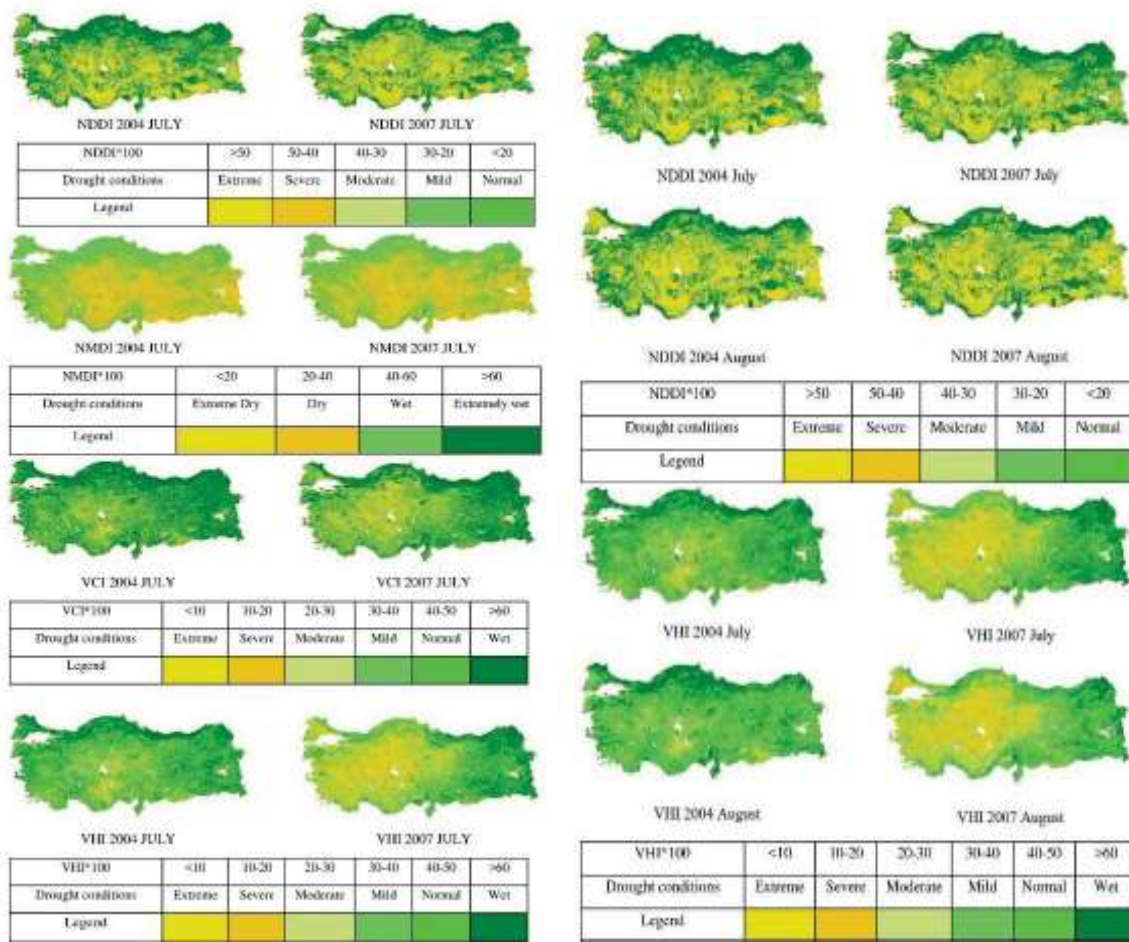 NDDI 2004 JULY NDDI 2007 JULY
NDDI*100 >50 50-40 40-30 30-20 <20
Drought conditions Extreme Severe Moderate Mild Normal
Legend
NMDI 2004 JULY NMDI 2007 JULY
NMDI*100 <20 20-40 40-60 >60
Drought conditions Extreme Dry Dry Wet Extremely wet
Legend
VCI 2004 JULY VCI 2007 JULY
VCI*100 <10 10-20 20-30 30-40 40-50 >60
Drought conditions Extreme Severe Moderate Mild Normal Wet
Legend
VHI 2004 JULY VHI 2007 JULY
VHI*100 <10 10-20 20-30 30-40 40-50 >60
Drought conditions Extreme Severe Moderate Mild Normal Wet
Legend
NDDI 2004 July NDDI 2007 July
NDDI 2004 August NDDI 2007 August
NDDI*100 >50 50-40 40-30 30-20 <20
Drought conditions Extreme Severe Moderate Mild Normal
Legend
VHI 2004 July VHI 2007 July
VHI 2004 August VHI 2007 August
VHI*100 <10 10-20 20-30 30-40 40-50 >60
Drought conditions Extreme Severe Moderate Mild Normal Wet
Legend